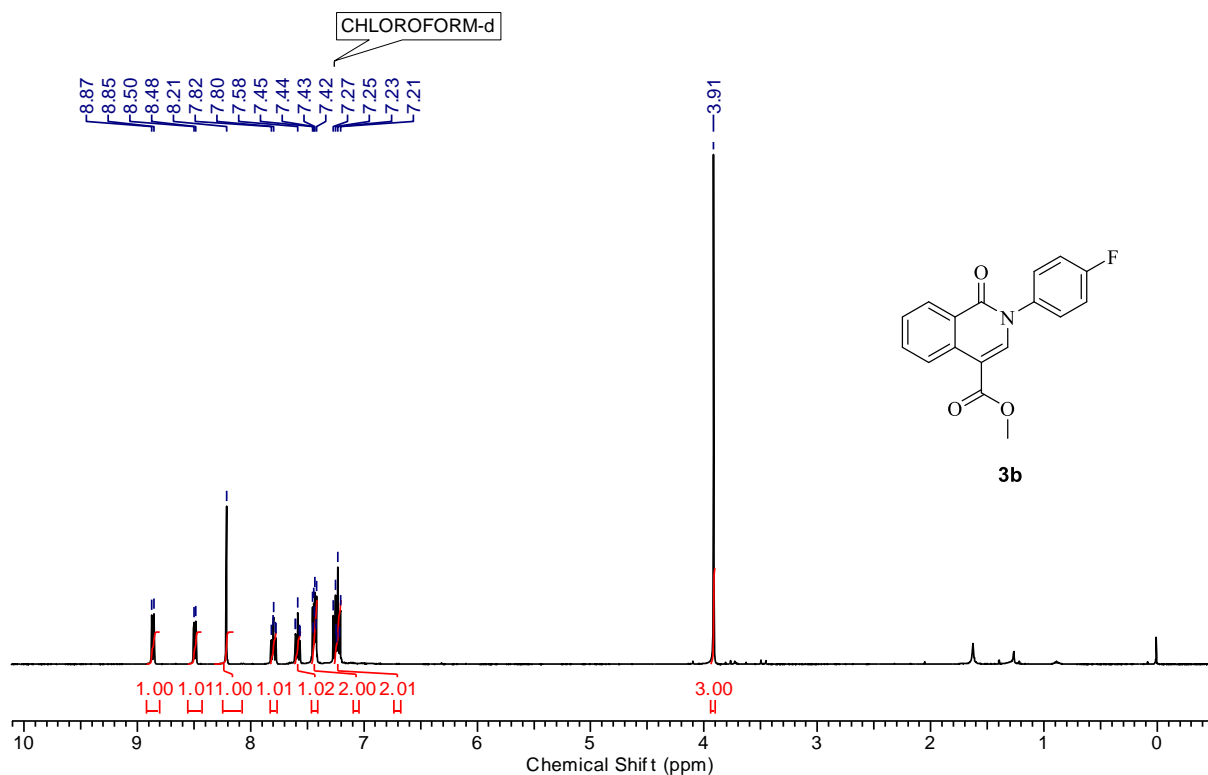 CHLOROFORM-d
8.87
8.85
8.50
8.48
8.21
7.82
7.80
7.58
7.45
7.44
7.43
7.42
7.27
7.25
7.23
7.21
3.91
O
F
N
O
O
3b
1.00 1.01 1.00 1.01 1.02 2.00 2.01 3.00
10 9 8 7 6 5 4 3 2 1 0
Chemical Shift (ppm)